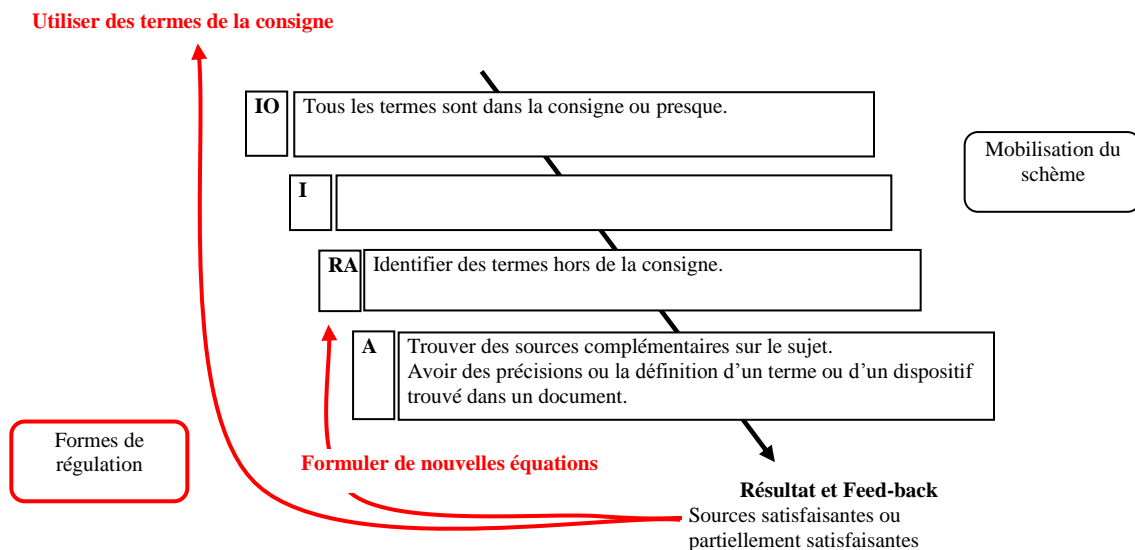 Utiliser des termes de la consigne
IO
Tous les termes sont dans la consigne ou presque.
Mobilisation du
schème
I
RA
Identifier des termes hors de la consigne.
A
Trouver des sources complémentaires sur le sujet.
Avoir des précisions ou la définition d’un terme ou d’un dispositif
trouvé dans un document.
Formes de
régulation
Formuler de nouvelles équations
Résultat et Feed-back
Sources satisfaisantes ou
partiellement satisfaisantes